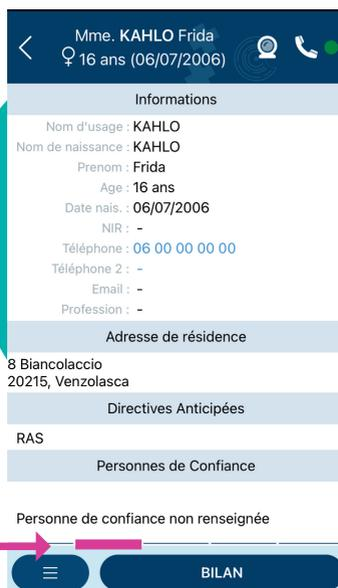 Mme. KAHLO Frida
16 ans (06/07/2006)
Informations
Nom d'usage : KAHLO
Nom de naissance : KAHLO
Prenom : Frida
Age : 16 ans
Date nais. : 06/07/2006
NIR : -
Téléphone : 06 00 00 00 00
Téléphone 2 : -
Email : -
Profession : -
Adresse de résidence
8 Biancolaccio
20215, Venzolasca
Directives Anticipées
RAS
Personnes de Confiance
Personne de confiance non renseignée
BILAN